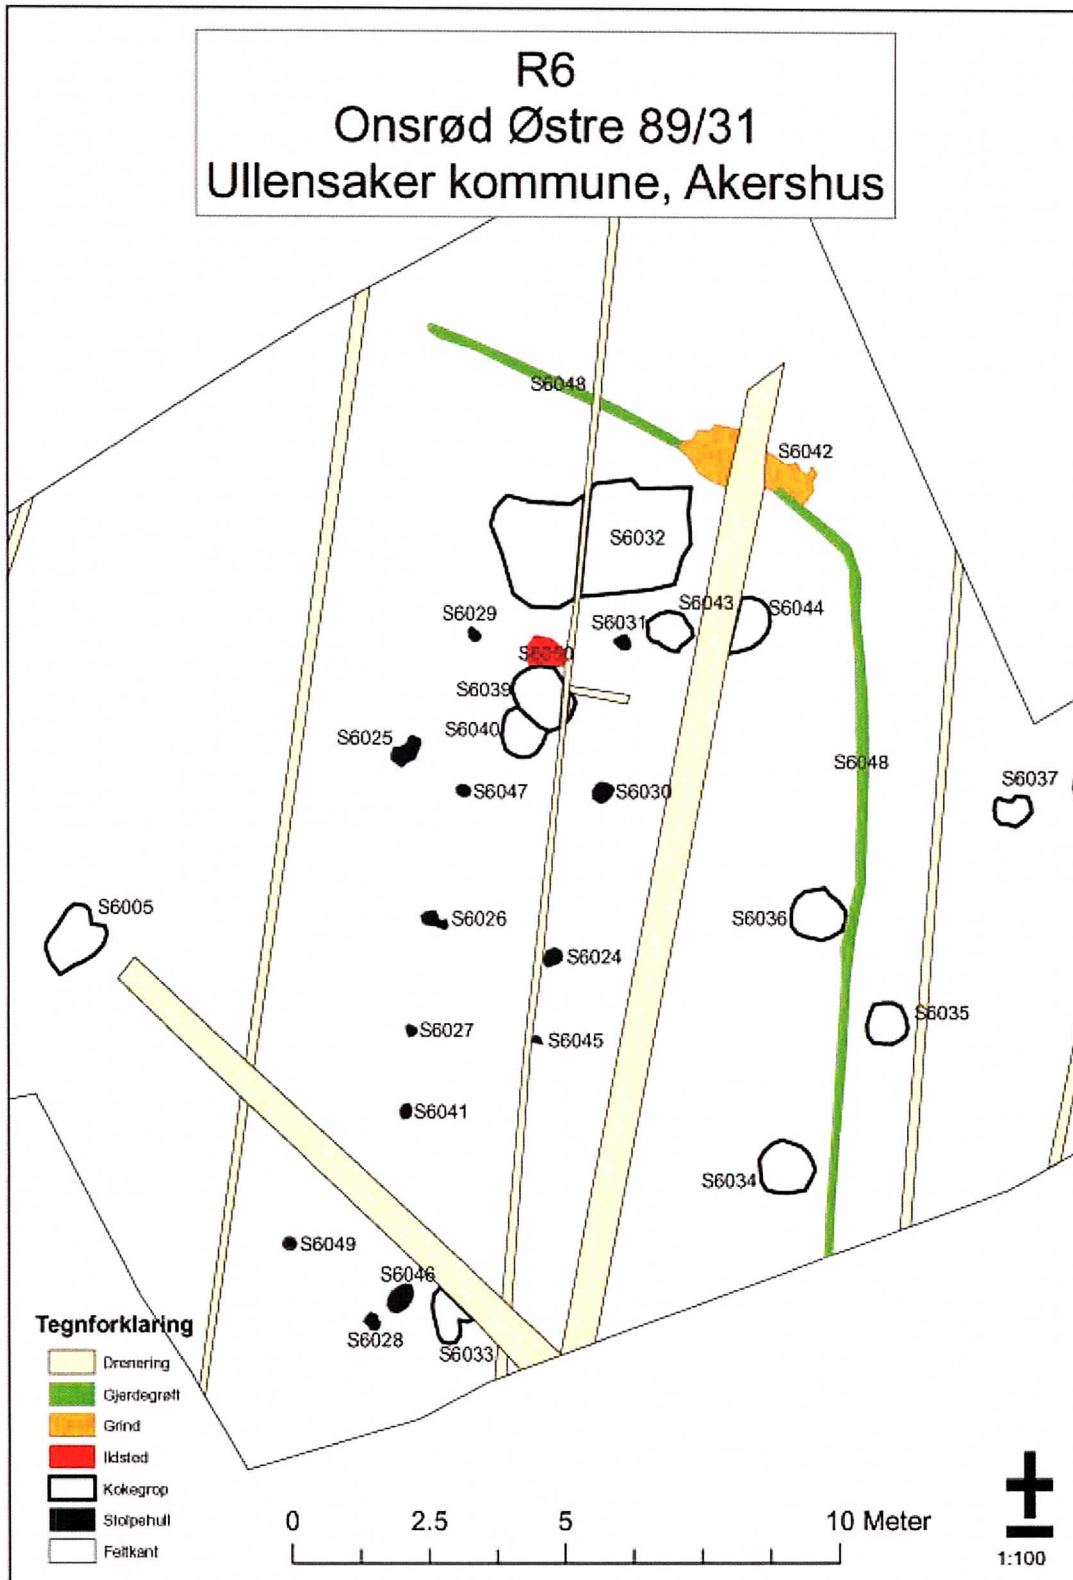 R6
Onsrød Østre 89/31
Ullensaker kommune, Akershus
S6048
S6042
S6032
S6029
S6031
S6043
S6044
S6039
S6040
S6025
S6047
S6030
S6048
S6037
S6005
S6026
S6036
S6024
S6035
S6027
S6045
S6041
S6034
S6049
S6046
S6028
S6033
Tegnforklaring
Drenering
Gjerdegrøft
Grind
Ildsted
Kokegrop
Stolpehull
Feltkant
0 2.5 5 10 Meter
1:100